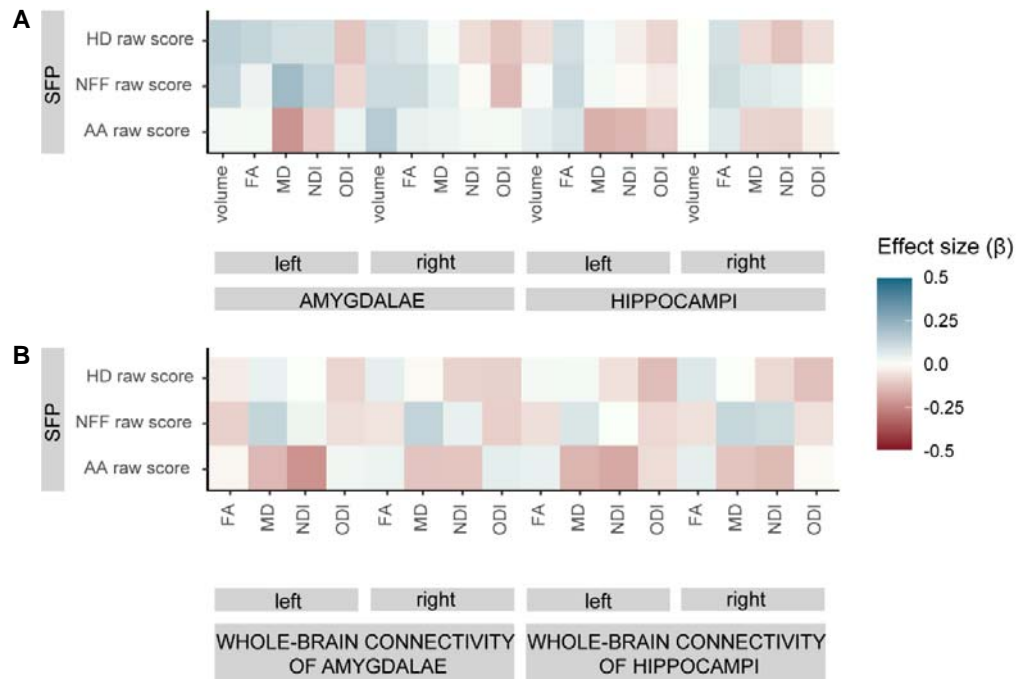 A
SFP
HD raw score
NFF raw score
AA raw score
volume FA MD NDI ODI volume FA MD NDI ODI volume FA MD NDI ODI volume FA MD NDI ODI
left right left right
AMYGDALAE HIPPOCAMPI
Effect size (β)
0.5
0.25
0.0
-0.25
-0.5
B
SFP
HD raw score
NFF raw score
AA raw score
FA MD NDI ODI FA MD NDI ODI FA MD NDI ODI FA MD NDI ODI
left right left right
WHOLE-BRAIN CONNECTIVITY OF AMYGDALAE
WHOLE-BRAIN CONNECTIVITY OF HIPPOCAMPI